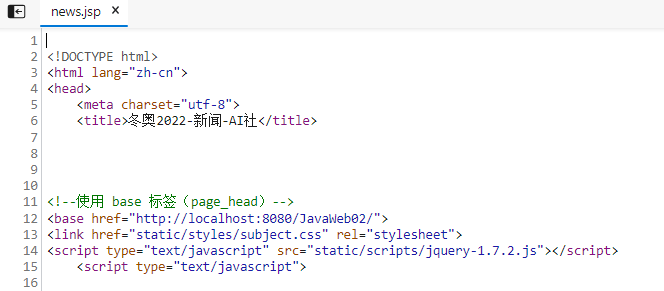 news.jsp ×
1
2 <!DOCTYPE html>
3 <html lang="zh-cn">
4 <head>
5 <meta charset="utf-8">
6 <title>冬奥2022-新闻-AI社</title>
7
8
9
10
11 <!--使用 base 标签（page_head）-->
12 <base href="http://localhost:8080/JavaWeb02/">
13 <link href="static/styles/subject.css" rel="stylesheet">
14 <script type="text/javascript" src="static/scripts/jquery-1.7.2.js"></script>
15 <script type="text/javascript">
16